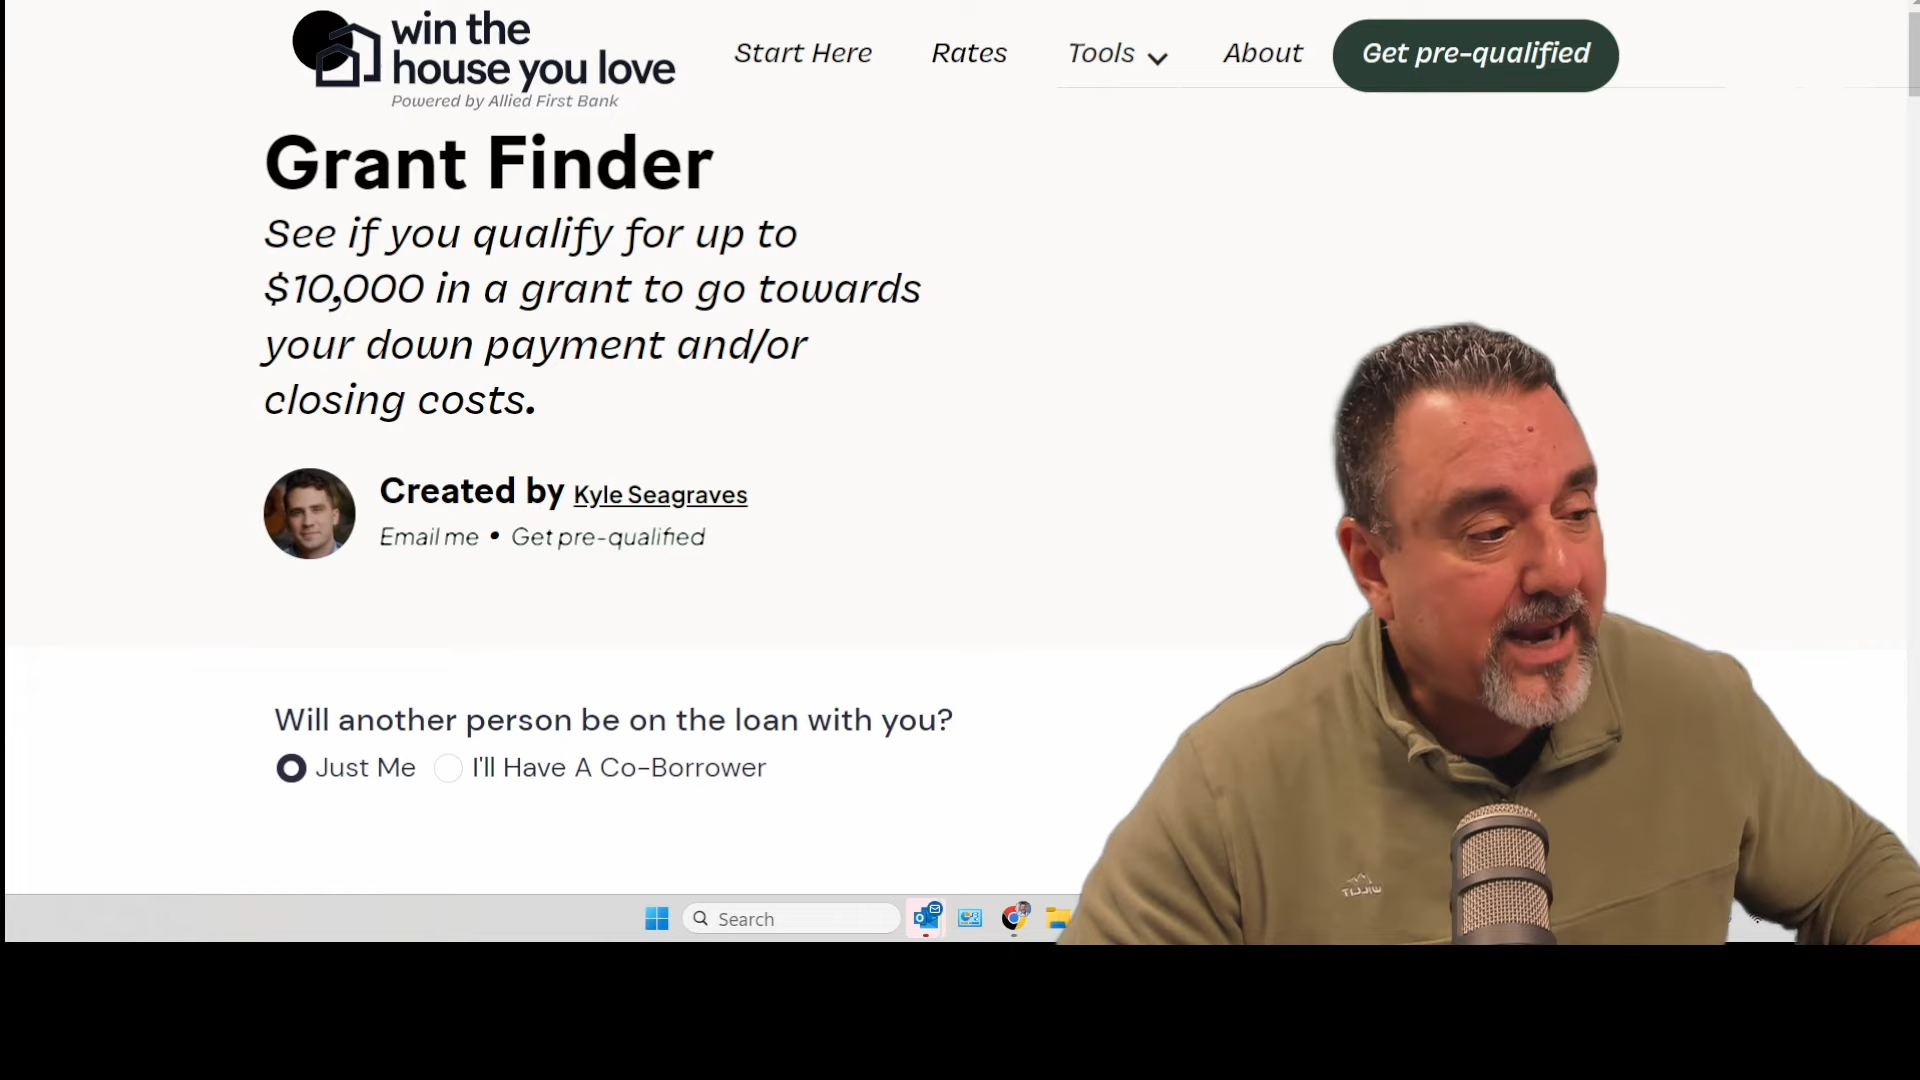 win the
house you love
Powered by Allied First Bank
Start Here
Rates
Tools
About
Get pre-qualified
Grant Finder
See if you qualify for up to
$10,000 in a grant to go towards
your down payment and/or
closing costs.
Created by Kyle Seagraves
Email me • Get pre-qualified
Will another person be on the loan with you?
Just Me I'll Have A Co-Borrower
Search